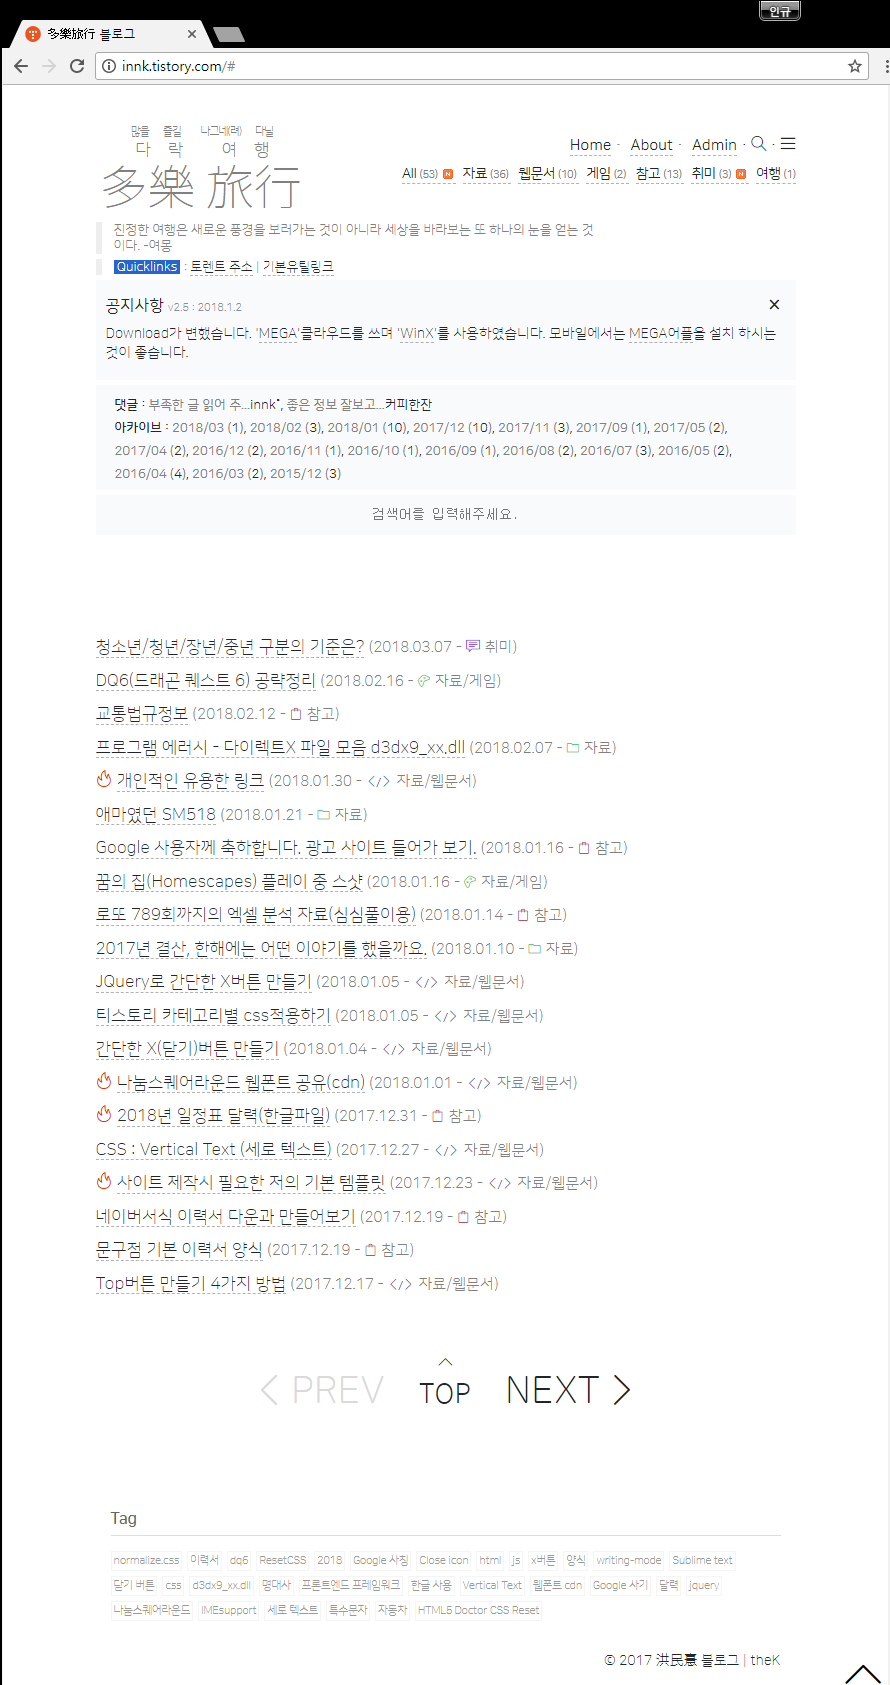 인규
多樂旅行 블로그
innk.tistory.com/#
많을 즐길 나그네(려) 다닐
다 락 여 행
多樂 旅行
Home · About · Admin · ·
All (53) N 자료 (36) 웹문서 (10) 게임 (2) 참고 (13) 취미 (3) N 여행 (1)
진정한 여행은 새로운 풍경을 보러가는 것이 아니라 세상을 바라보는 또 하나의 눈을 얻는 것
이다. -여몽
Quicklinks : 토렌트 주소 | 기본유틸링크
공지사항 v2.5 : 2018.1.2
Download가 변했습니다. 'MEGA'클라우드를 쓰며 'WinX'를 사용하였습니다. 모바일에서는 MEGA어플을 설치 하시는
것이 좋습니다.
댓글 : 부족한 글 읽어 주...innk*, 좋은 정보 잘보고...커피한잔
아카이브 : 2018/03 (1), 2018/02 (3), 2018/01 (10), 2017/12 (10), 2017/11 (3), 2017/09 (1), 2017/05 (2),
2017/04 (2), 2016/12 (2), 2016/11 (1), 2016/10 (1), 2016/09 (1), 2016/08 (2), 2016/07 (3), 2016/05 (2),
2016/04 (4), 2016/03 (2), 2015/12 (3)
검색어를 입력해주세요.
청소년/청년/장년/중년 구분의 기준은? (2018.03.07 - 취미)
DQ6(드래곤 퀘스트 6) 공략정리 (2018.02.16 - 자료/게임)
교통법규정보 (2018.02.12 - 참고)
프로그램 에러시 - 다이렉트X 파일 모음 d3dx9_xx.dll (2018.02.07 - 자료)
개인적인 유용한 링크 (2018.01.30 - </> 자료/웹문서)
애마였던 SM518 (2018.01.21 - 자료)
Google 사용자께 축하합니다. 광고 사이트 들어가 보기. (2018.01.16 - 참고)
꿈의 집(Homescapes) 플레이 중 스샷 (2018.01.16 - 자료/게임)
로또 789회까지의 엑셀 분석 자료(심심풀이용) (2018.01.14 - 참고)
2017년 결산, 한해에는 어떤 이야기를 했을까요. (2018.01.10 - 자료)
JQuery로 간단한 X버튼 만들기 (2018.01.05 - </> 자료/웹문서)
티스토리 카테고리별 css적용하기 (2018.01.05 - </> 자료/웹문서)
간단한 X(닫기)버튼 만들기 (2018.01.04 - </> 자료/웹문서)
나눔스퀘어라운드 웹폰트 공유(cdn) (2018.01.01 - </> 자료/웹문서)
2018년 일정표 달력(한글파일) (2017.12.31 - 참고)
CSS : Vertical Text (세로 텍스트) (2017.12.27 - </> 자료/웹문서)
사이트 제작시 필요한 저의 기본 템플릿 (2017.12.23 - </> 자료/웹문서)
네이버서식 이력서 다운과 만들어보기 (2017.12.19 - 참고)
문구점 기본 이력서 양식 (2017.12.19 - 참고)
Top버튼 만들기 4가지 방법 (2017.12.17 - </> 자료/웹문서)
PREV TOP NEXT
Tag
normalize.css 이력서 dq6 ResetCSS 2018 Google 사칭 Close icon html js x버튼 양식 writing-mode Sublime text
닫기 버튼 css d3dx9_xx.dll 명대사 프론트엔드 프레임워크 한글 사용 Vertical Text 웹폰트 cdn Google 사기 달력 jquery
나눔스퀘어라운드 IMEsupport 세로 텍스트 특수문자 자동차 HTML5 Doctor CSS Reset
© 2017 洪民憙 블로그 | theK